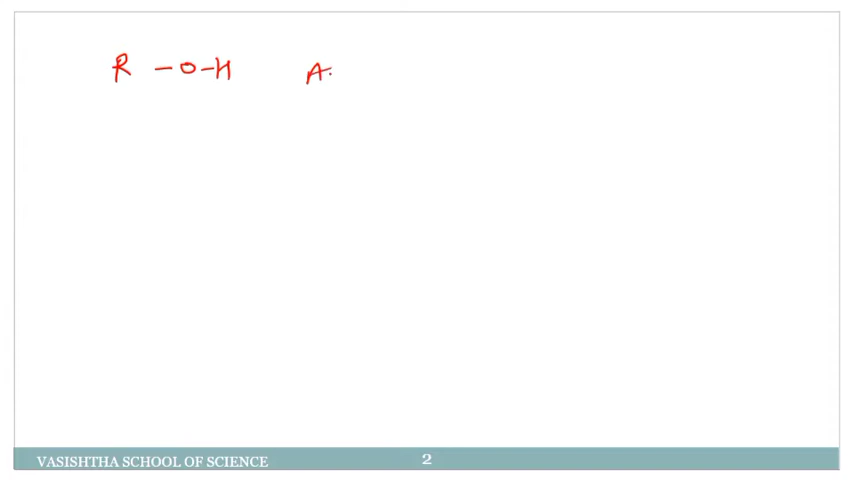 R - O - H A.
VASISHTHA SCHOOL OF SCIENCE 2